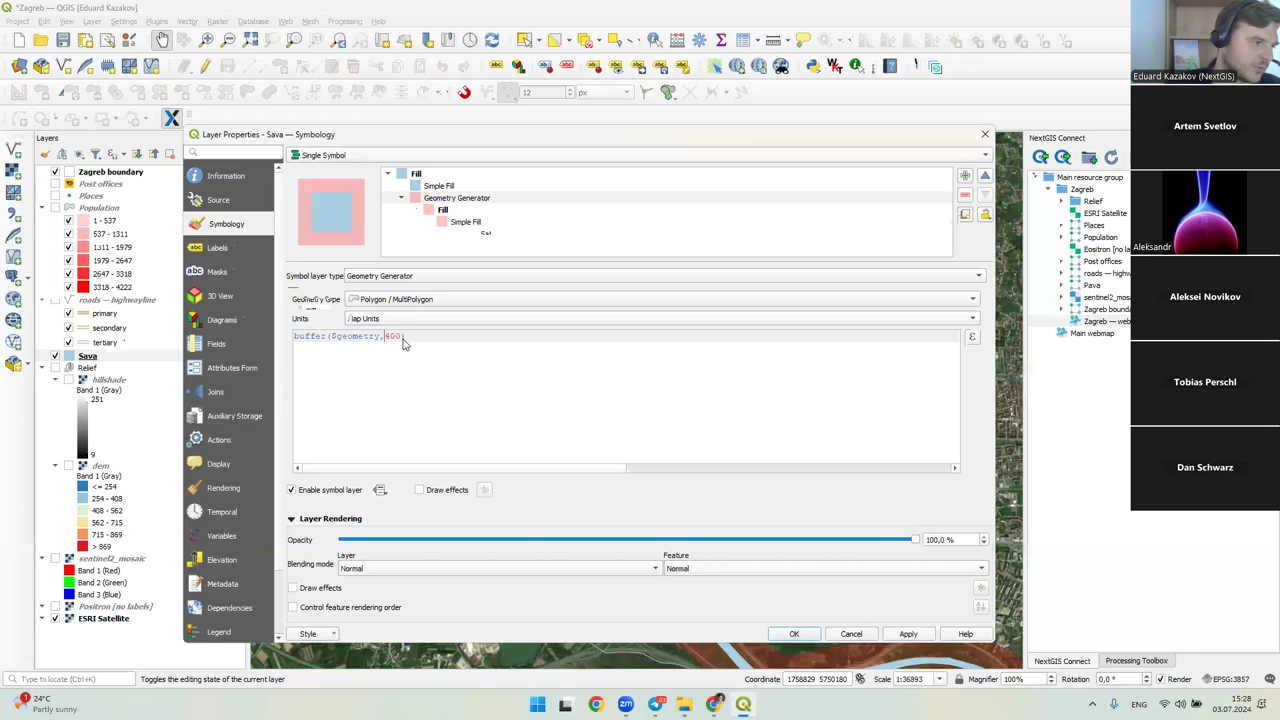 *Zagreb — QGIS [Eduard Kazakov]
Project Edit View Layer Settings Plugins Vector Raster Database Web Mesh Processing Help
12
px
Layers
Zagreb boundary
Post offices
Places
Population
1 - 537
537 - 1311
1311 - 1979
1979 - 2647
2647 - 3318
3318 - 4222
roads — highwayline
primary
secondary
tertiary
Sava
Relief
hillshade
Band 1 (Gray)
251
9
dem
Band 1 (Gray)
<= 254
254 - 408
408 - 562
562 - 715
715 - 869
> 869
sentinel2_mosaic
Band 1 (Red)
Band 2 (Green)
Band 3 (Blue)
Positron [no labels]
ESRI Satellite
Layer Properties - Sava — Symbology
Information
Source
Symbology
Labels
Masks
3D View
Diagrams
Fields
Attributes Form
Joins
Auxiliary Storage
Actions
Display
Rendering
Temporal
Variables
Elevation
Metadata
Dependencies
Legend
Single Symbol
Fill
Simple Fill
Geometry Generator
Fill
Simple Fill
Symbol layer type Geometry Generator
Polygon / MultiPolygon
Units
buffer($geometry,400)
ε
Enable symbol layer
Draw effects
Layer Rendering
Opacity
100,0 %
Layer
Feature
Blending mode Normal
Normal
Draw effects
Control feature rendering order
Style
OK Cancel Apply Help
NextGIS Connect
Main resource group
Zagreb
Relief
ESRI Satellite
Places
Population
Post offices
Main webmap
NextGIS Connect
Processing Toolbox
Eduard Kazakov (NextGIS)
Artem Svetlov
Aleksandr
Aleksei Novikov
Tobias Perschl
Dan Schwarz
Type to locate (Ctrl+K)
Toggles the editing state of the current layer
Coordinate 1758829 5750180
Scale 1:36893
Magnifier 100%
Rotation 0,0 °
Render
EPSG:3857
24°C
Partly sunny
ENG
15:28
03.07.2024